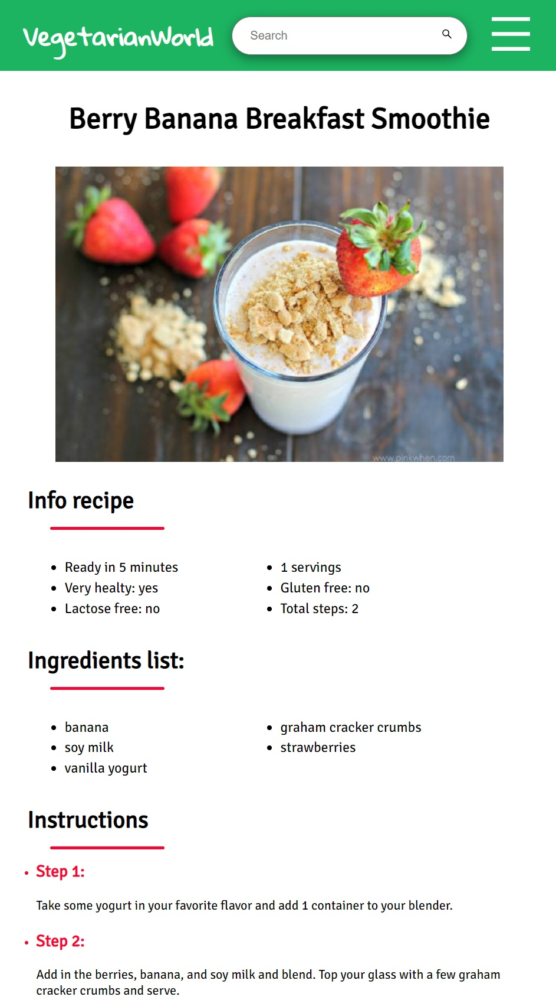 VegetarianWorld
Search
Berry Banana Breakfast Smoothie
www.pinkwhen.com
Info recipe
Ready in 5 minutes
Very healty: yes
Lactose free: no
1 servings
Gluten free: no
Total steps: 2
Ingredients list:
banana
soy milk
vanilla yogurt
graham cracker crumbs
strawberries
Instructions
Step 1:
Take some yogurt in your favorite flavor and add 1 container to your blender.
Step 2:
Add in the berries, banana, and soy milk and blend. Top your glass with a few graham
cracker crumbs and serve.